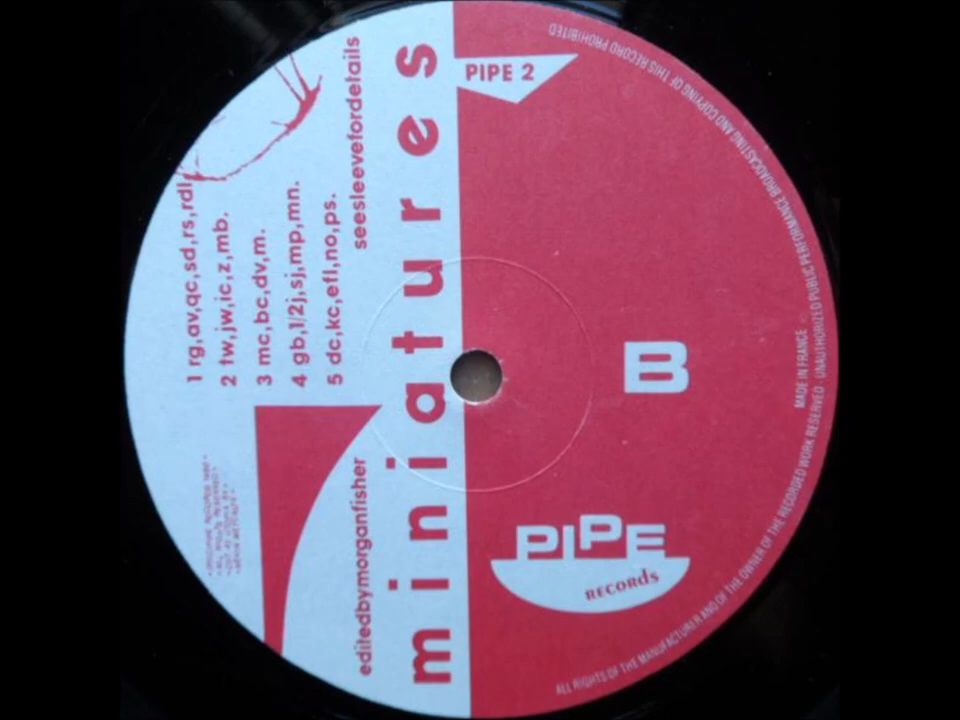 miniatures
editedbymorganfisher
seesleevefordetails
1 rg,av,qc,sd,rs,rdl
2 tw,jw,ic,z,mb.
3 mc,bc,dv,m.
4 gb,1/2j,sj,mp,mn.
5 dc,kc,efl,no,ps.
PIPE 2
B
PIPE
RECORds
MADE IN FRANCE
ALL RIGHTS OF THE MANUFACTURER AND OF THE OWNER OF THE RECORDED WORK RESERVED UNAUTHORIZED PUBLIC PERFORMANCE BROADCASTING AND COPYING OF THIS RECORD PROHIBITED